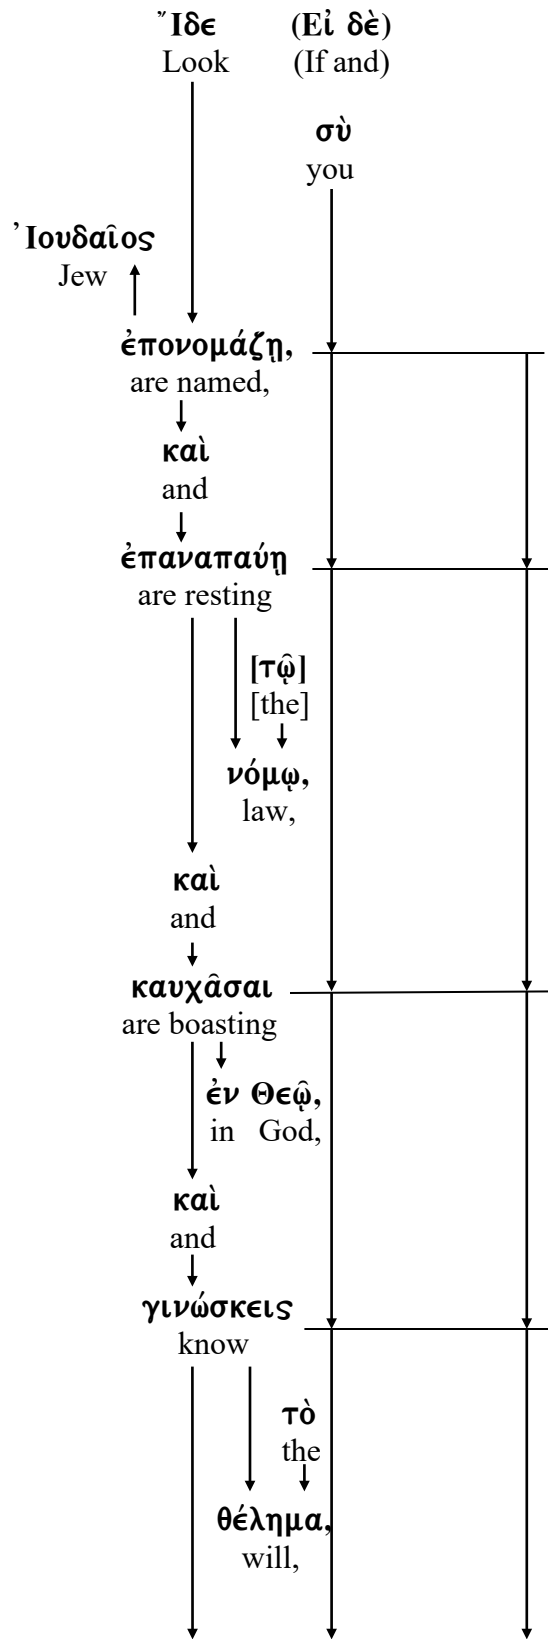 Ἴδε (Εἰ δὲ)
Look (If and)
σὺ
you
Ἰουδαῖος
Jew
ἐπονομάζῃ,
are named,
καὶ
and
ἐπαναπαύῃ
are resting
[τῷ]
[the]
νόμῳ,
law,
καὶ
and
καυχᾶσαι
are boasting
ἐν Θεῷ,
in God,
καὶ
and
γινώσκεις
know
τὸ
the
θέλημα,
will,